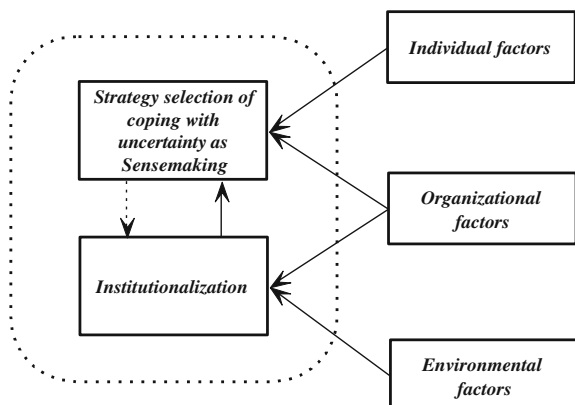 Individual factors
Strategy selection of
coping with
uncertainty as
Sensemaking
Organizational
factors
Institutionalization
Environmental
factors